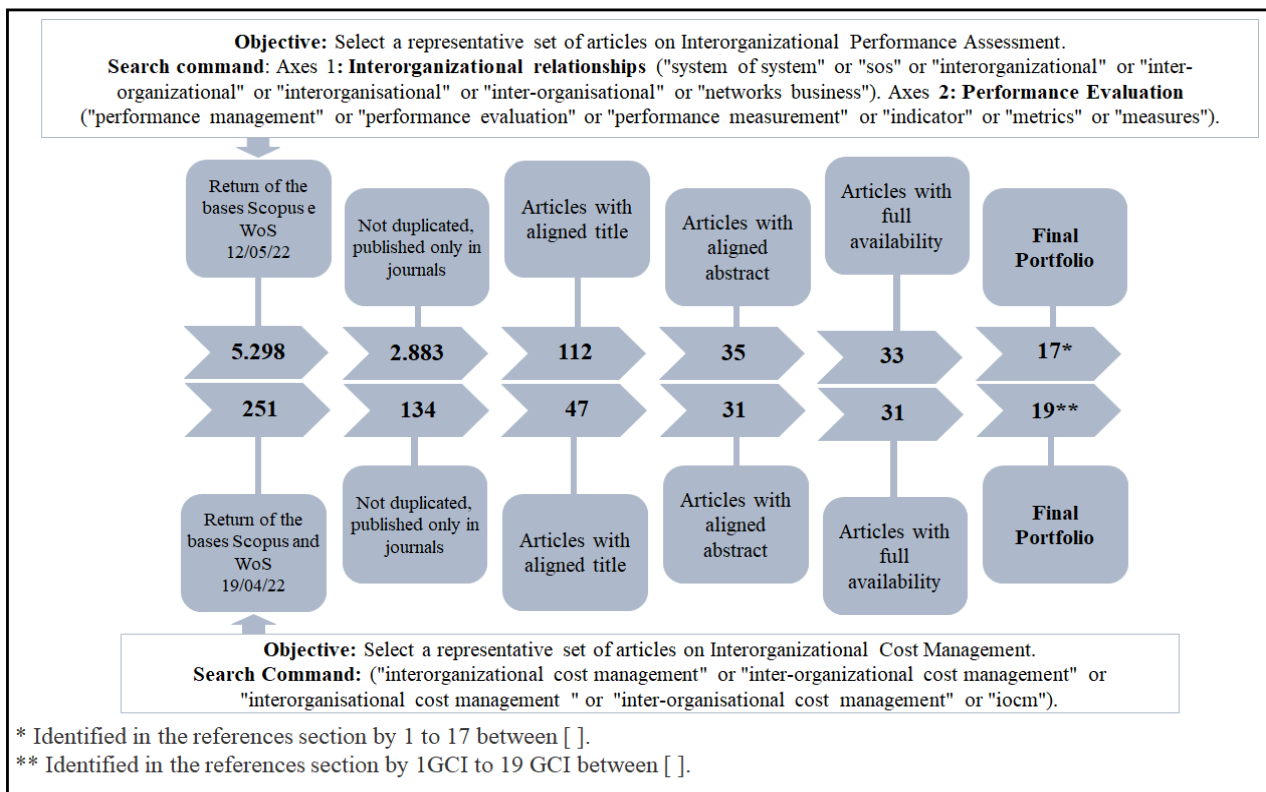 Objective: Select a representative set of articles on Interorganizational Performance Assessment.
Search command: Axes 1: Interorganizational relationships ("system of system" or "sos" or "interorganizational" or "inter-
organizational" or "interorganisational" or "inter-organisational" or "networks business"). Axes 2: Performance Evaluation
("performance management" or "performance evaluation" or "performance measurement" or "indicator" or "metrics" or "measures").
Return of the
bases Scopus e
WoS
12/05/22
Not duplicated,
published only in
journals
Articles with
aligned title
Articles with
aligned
abstract
Articles with
full
availability
Final
Portfolio
5.298
2.883
112
35
33
17*
251
134
47
31
31
19**
Return of the
bases Scopus and
WoS
19/04/22
Not duplicated,
published only in
journals
Articles with
aligned title
Articles with
aligned
abstract
Articles with
full
availability
Final
Portfolio
Objective: Select a representative set of articles on Interorganizational Cost Management.
Search Command: ("interorganizational cost management" or "inter-organizational cost management" or
"interorganisational cost management " or "inter-organisational cost management" or "iocm").
* Identified in the references section by 1 to 17 between [ ].
** Identified in the references section by 1GCI to 19 GCI between [ ].